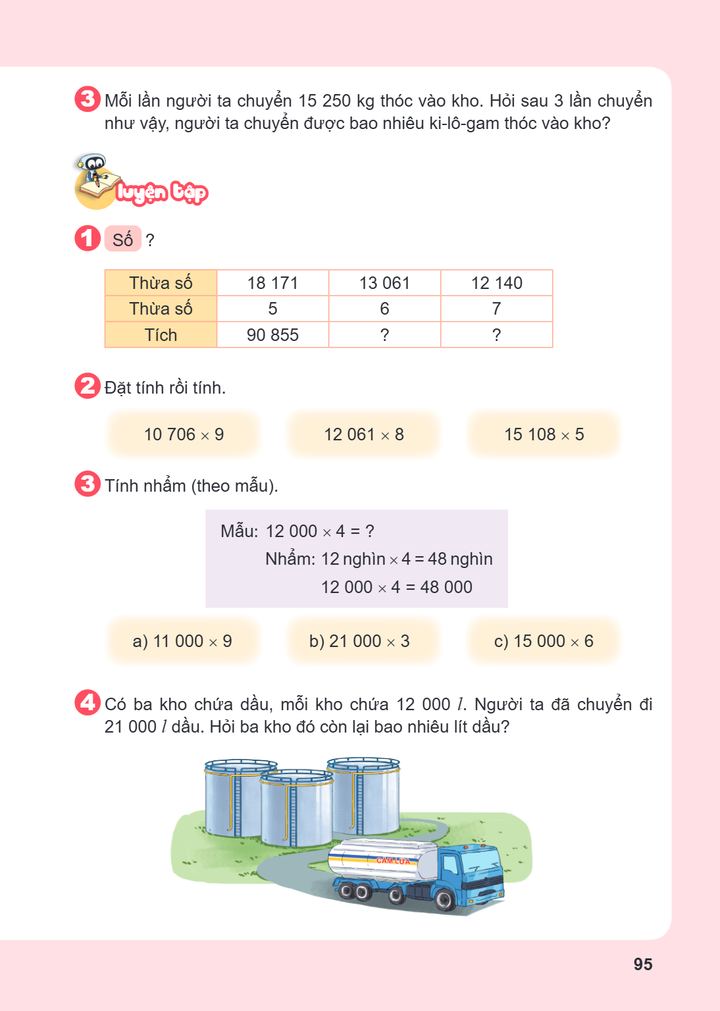 3 Mỗi lần người ta chuyển 15 250 kg thóc vào kho. Hỏi sau 3 lần chuyển
như vậy, người ta chuyển được bao nhiêu ki-lô-gam thóc vào kho?
luyện tập
1 Số ?
Thừa số 18 171 13 061 12 140
Thừa số 5 6 7
Tích 90 855 ? ?
2 Đặt tính rồi tính.
10 706 × 9 12 061 × 8 15 108 × 5
3 Tính nhẩm (theo mẫu).
Mẫu: 12 000 × 4 = ?
Nhẩm: 12 nghìn × 4 = 48 nghìn
12 000 × 4 = 48 000
a) 11 000 × 9 b) 21 000 × 3 c) 15 000 × 6
4 Có ba kho chứa dầu, mỗi kho chứa 12 000 l. Người ta đã chuyển đi
21 000 l dầu. Hỏi ba kho đó còn lại bao nhiêu lít dầu?
CẤM LỬA
95